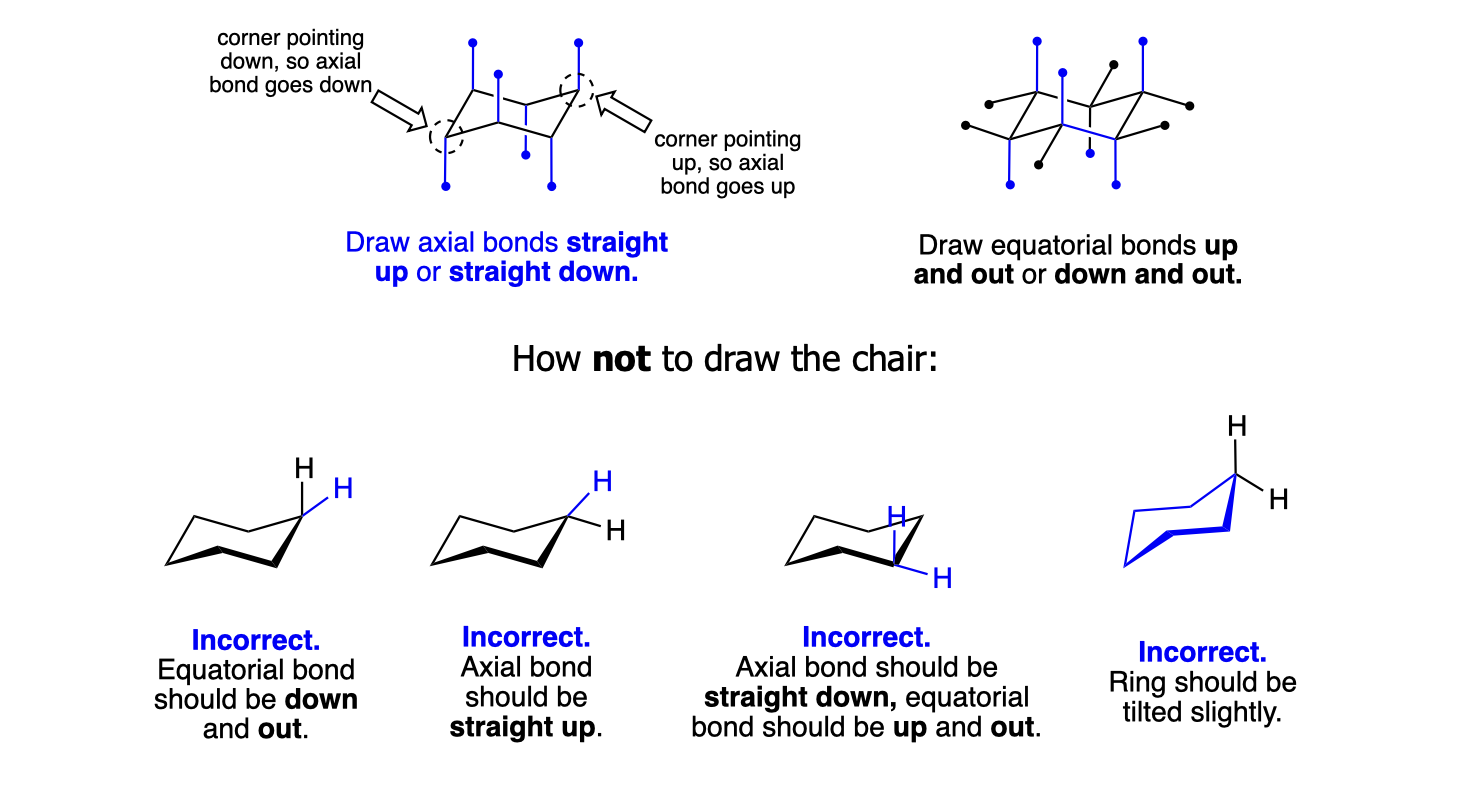 corner pointing
down, so axial
bond goes down
corner pointing
up, so axial
bond goes up
Draw axial bonds straight
up or straight down.
Draw equatorial bonds up
and out or down and out.
How not to draw the chair:
H
H
H
H
H
H
H
H
Incorrect.
Equatorial bond
should be down
and out.
Incorrect.
Axial bond
should be
straight up.
Incorrect.
Axial bond should be
straight down, equatorial
bond should be up and out.
Incorrect.
Ring should be
tilted slightly.